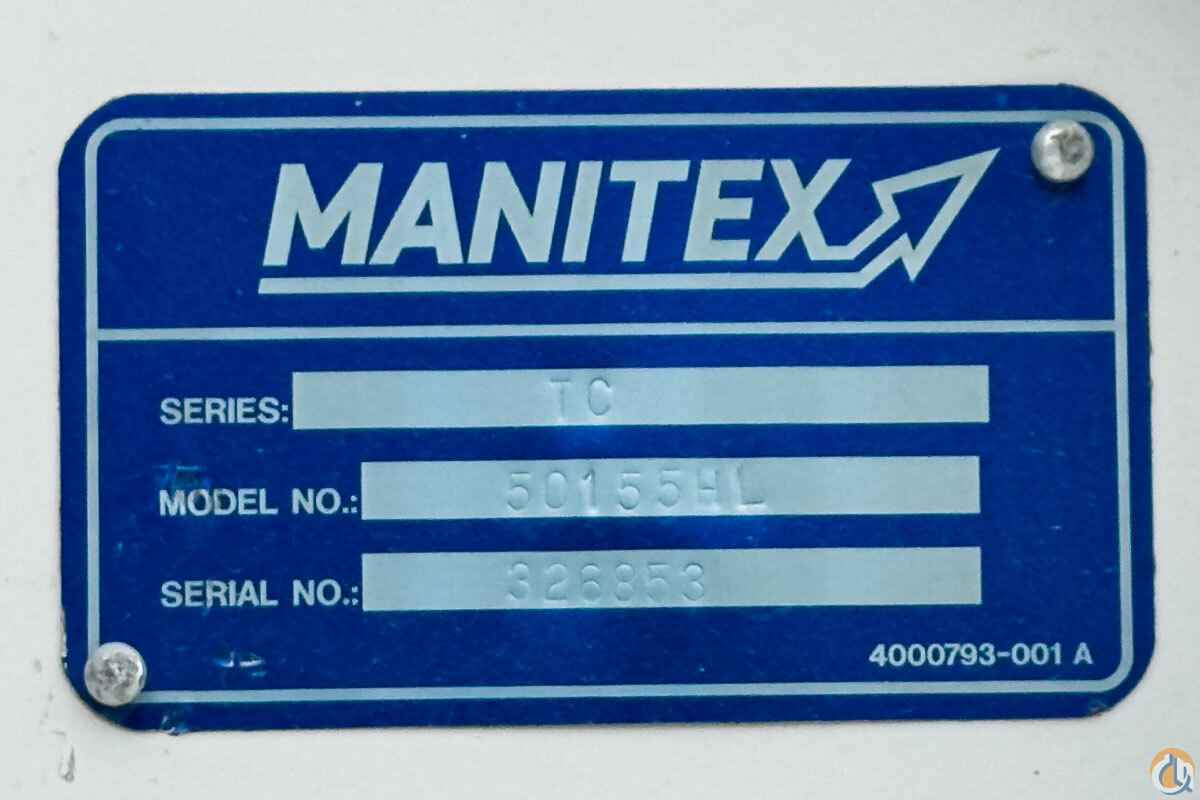 MANITEX
SERIES: TC
MODEL NO.: 50155HL
SERIAL NO.: 326853
4000793-001 A